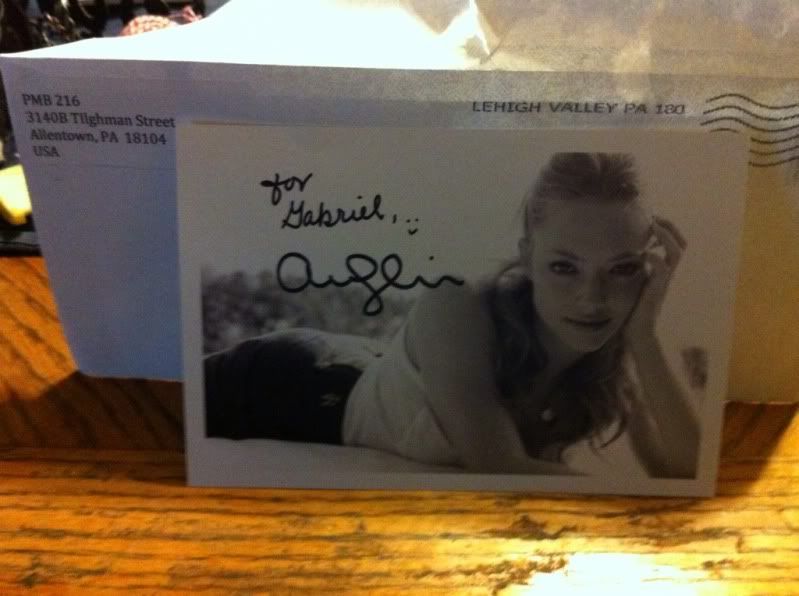 PMB 216
3140B Tilghman Street
Allentown, PA 18104
USA
LEHIGH VALLEY PA 180
for
Gabriel,